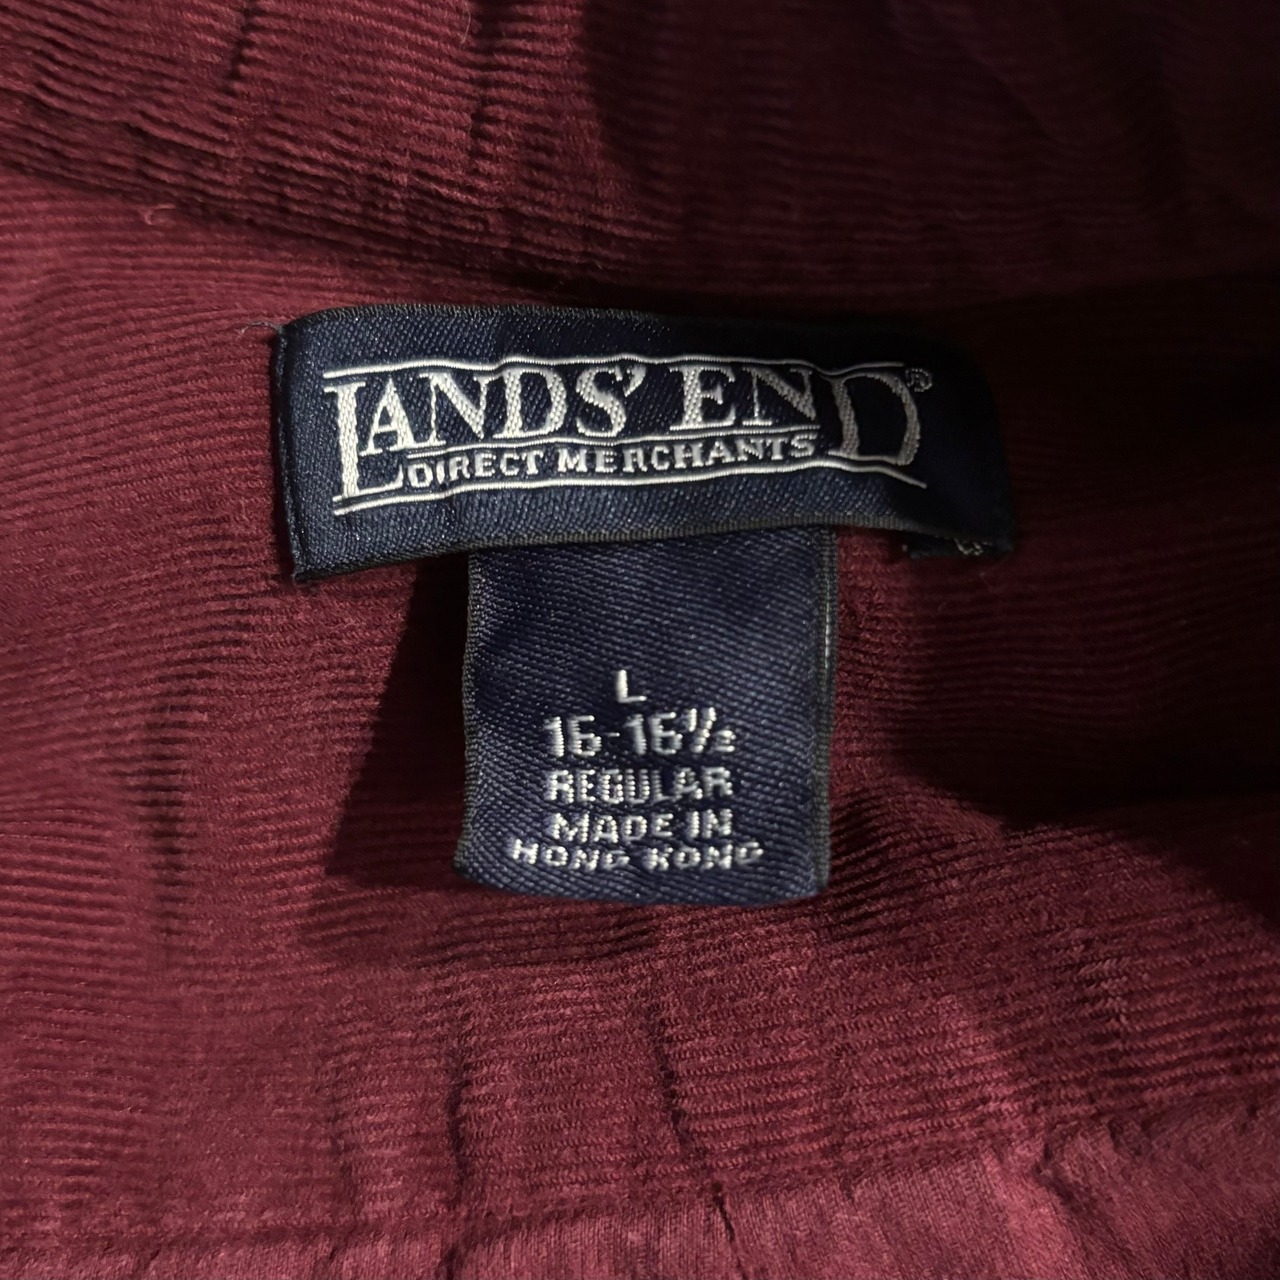 LANDS' END®
DIRECT MERCHANTS
L
16-16½
REGULAR
MADE IN
HONG KONG